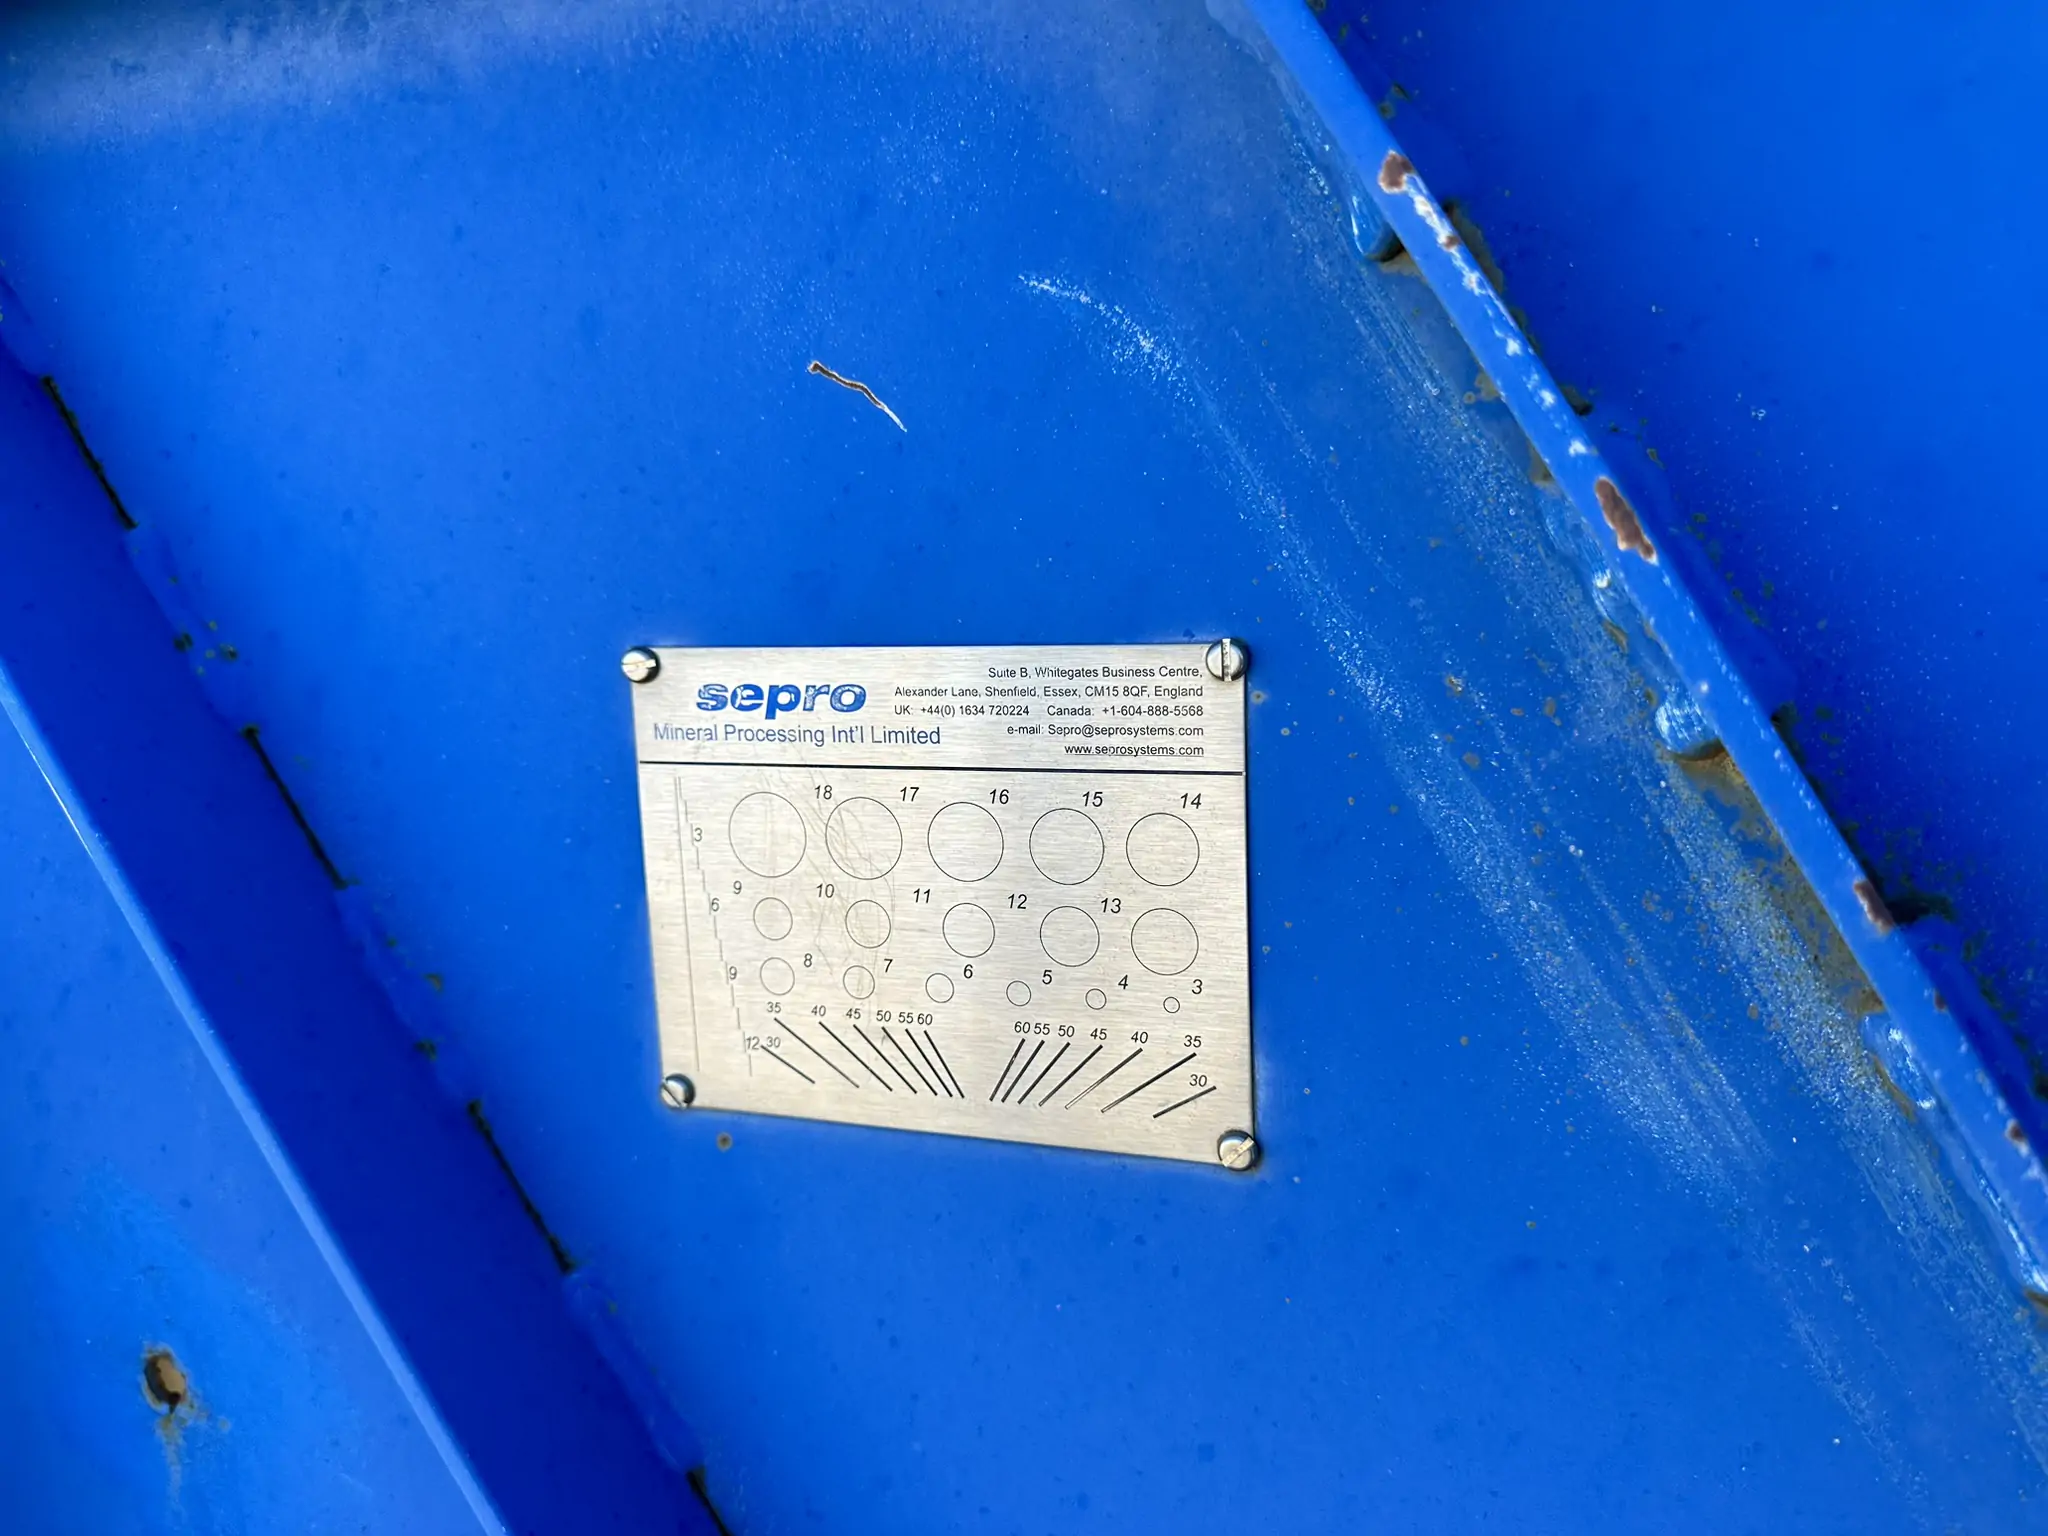 sepro
Mineral Processing Int'l Limited
Suite B, Whitegates Business Centre,
Alexander Lane, Shenfield, Essex, CM15 8QF, England
UK: +44(0) 1634 720224 Canada: +1-604-888-5568
e-mail: Sepro@seprosystems.com
www.seprosystems.com
18 17 16 15 14
3
9 10 11 12 13
6
8 7 6 5 4 3
9
35 40 45 50 55 60 60 55 50 45 40 35
12 30 30